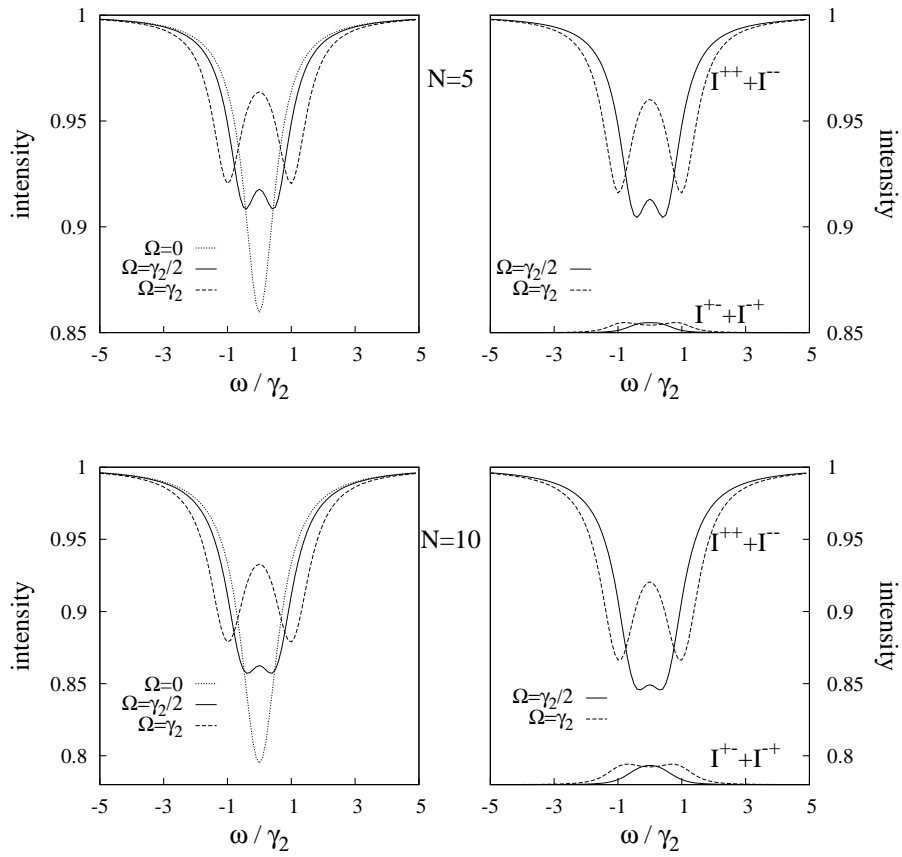 1
1
0.95
0.95
0.9
0.9
0.85
0.85
intensity
intensity
N=5
I⁺⁺+I⁻⁻
Ω=0
Ω=γ₂/2
Ω=γ₂
Ω=γ₂/2
Ω=γ₂
I⁺⁻+I⁻⁺
-5 -3 -1 1 3 5
-5 -3 -1 1 3 5
ω / γ₂
ω / γ₂
1
1
0.95
0.95
0.9
0.9
0.85
0.85
0.8
0.8
intensity
intensity
N=10
I⁺⁺+I⁻⁻
Ω=0
Ω=γ₂/2
Ω=γ₂
Ω=γ₂/2
Ω=γ₂
I⁺⁻+I⁻⁺
-5 -3 -1 1 3 5
-5 -3 -1 1 3 5
ω / γ₂
ω / γ₂